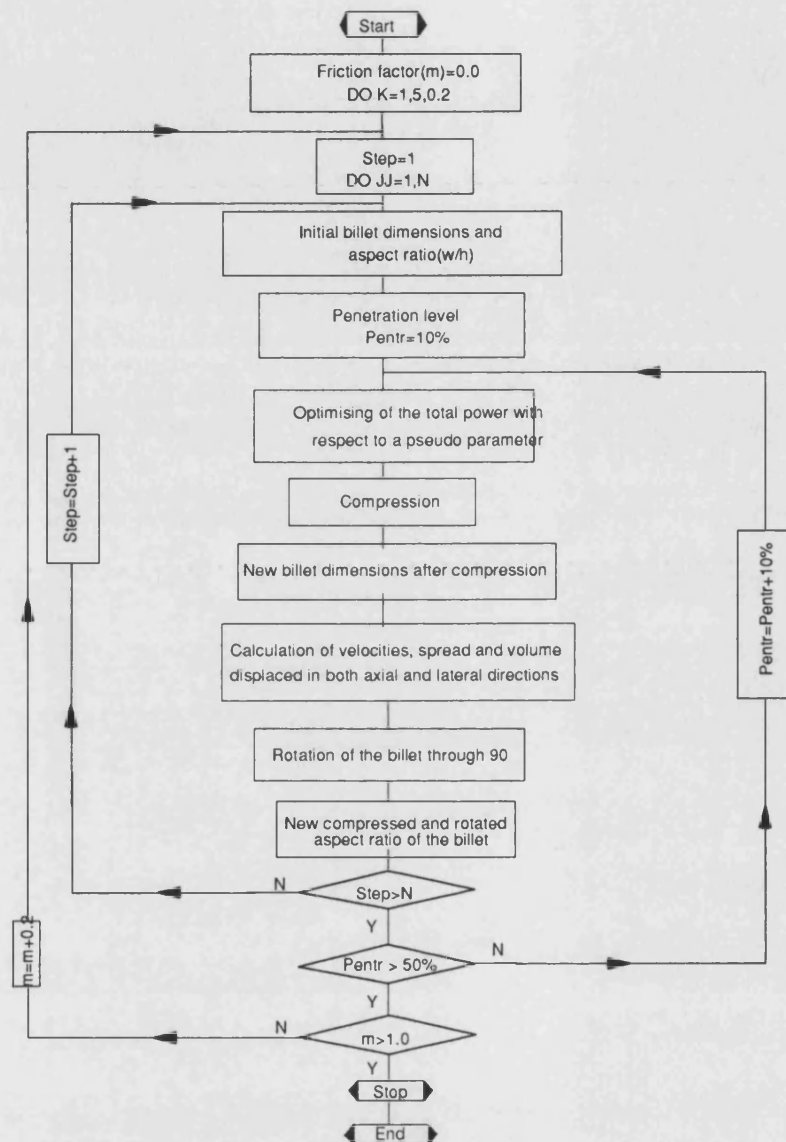 Start
Friction factor(m)=0.0
DO K=1,5,0.2
Step=1
DO JJ=1,N
Initial billet dimensions and
aspect ratio(w/h)
Penetration level
Pentr=10%
Optimising of the total power with
respect to a pseudo parameter
Step=Step+1
Compression
New billet dimensions after compression
Pentr=Pentr+10%
Calculation of velocities, spread and volume
displaced in both axial and lateral directions
Rotation of the billet through 90
New compressed and rotated
aspect ratio of the billet
N
Step>N
Y
m=m+0.2
Pentr > 50%
N
Y
N
m>1.0
Y
Stop
End